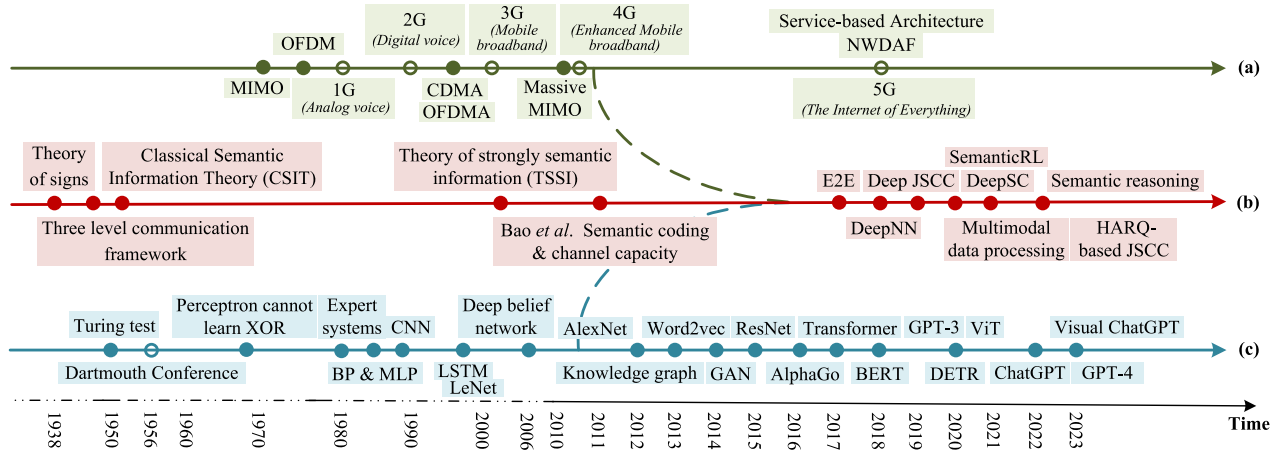 2G
(Digital voice)
3G
(Mobile
broadband)
4G
(Enhanced Mobile
broadband)
Service-based Architecture
NWDAF
OFDM
MIMO
1G
(Analog voice)
CDMA
OFDMA
Massive
MIMO
5G
(The Internet of Everything)
(a)
Theory
of signs
Classical Semantic
Information Theory (CSIT)
Theory of strongly semantic
information (TSSI)
SemanticRL
E2E
Deep JSCC
DeepSC
Semantic reasoning
(b)
Three level communication
framework
Bao et al. Semantic coding
& channel capacity
DeepNN
Multimodal
data processing
HARQ-
based JSCC
Turing test
Perceptron cannot
learn XOR
Expert
systems
CNN
Deep belief
network
AlexNet
Word2vec
ResNet
Transformer
GPT-3
ViT
Visual ChatGPT
(c)
Dartmouth Conference
BP & MLP
LSTM
LeNet
Knowledge graph
GAN
AlphaGo
BERT
DETR
ChatGPT
GPT-4
1938
1950
1956
1960
1970
1980
1990
2000
2006
2010
2011
2012
2013
2014
2015
2016
2017
2018
2019
2020
2021
2022
2023
Time